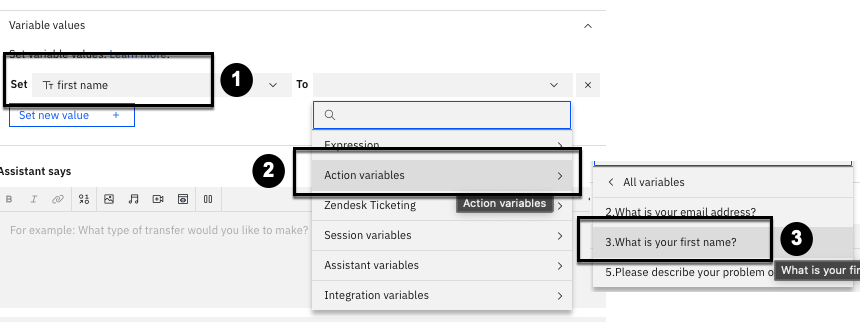 Variable values
Set variable values. Learn more.
Set
Tт first name
1
To
Set new value +
Expression
2
Action variables
Action variables
Zendesk Ticketing
Session variables
Assistant variables
Integration variables
Assistant says
B I
For example: What type of transfer would you like to make?
All variables
2.What is your email address?
3.What is your first name?
3
5.Please describe your problem o
What is your fir